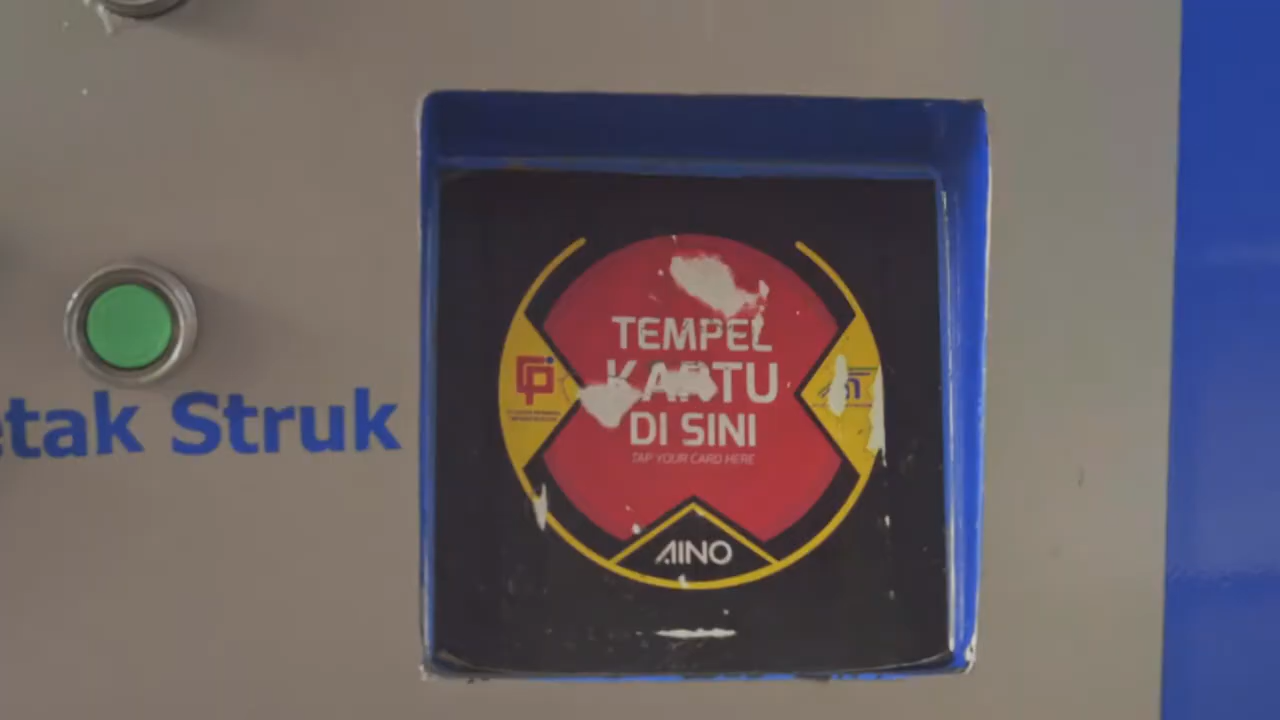 TEMPEL
KARTU
DI SINI
TAP YOUR CARD HERE
AINO
etak Struk